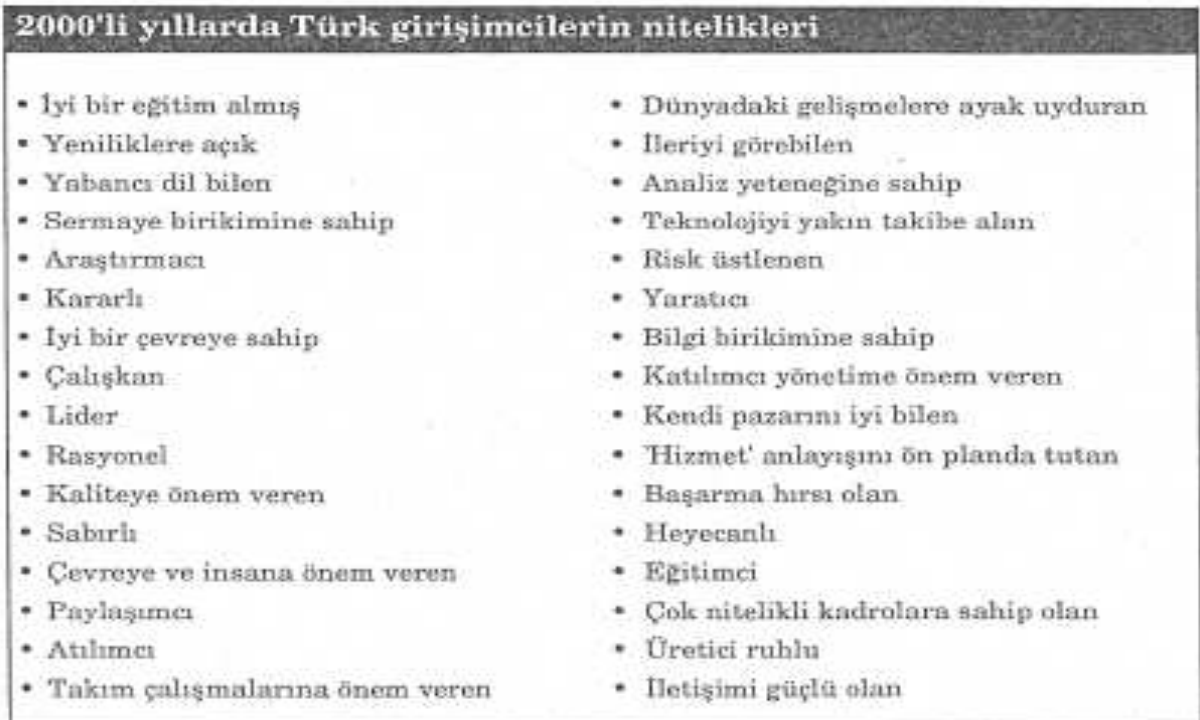 2000'li yıllarda Türk girişimcilerin nitelikleri
• İyi bir eğitim almış
• Yeniliklere açık
• Yabancı dil bilen
• Sermaye birikimine sahip
• Araştırmacı
• Kararlı
• İyi bir çevreye sahip
• Çalışkan
• Lider
• Rasyonel
• Kaliteye önem veren
• Sabırlı
• Çevreye ve insana önem veren
• Paylaşımcı
• Atılımcı
• Takım çalışmalarına önem veren
• Dünyadaki gelişmelere ayak uyduran
• İleriyi görebilen
• Analiz yeteneğine sahip
• Teknolojiyi yakın takibe alan
• Risk üstlenen
• Yaratıcı
• Bilgi birikimine sahip
• Katılımcı yönetime önem veren
• Kendi pazarını iyi bilen
• 'Hizmet' anlayışını ön planda tutan
• Başarma hırsı olan
• Heyecanlı
• Eğitimci
• Çok nitelikli kadrolara sahip olan
• Üretici ruhlu
• İletişimi güçlü olan